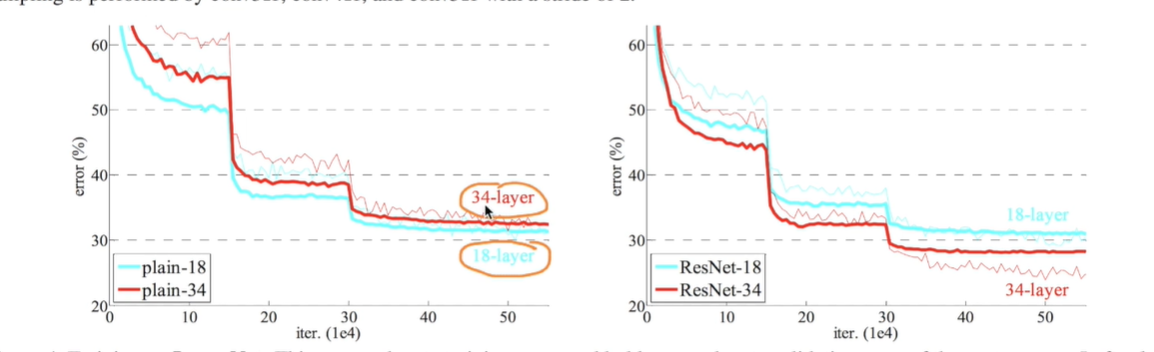 60
50
40
30
20
error (%)
34-layer
18-layer
plain-18
plain-34
0 10 20 30 40 50
iter. (1e4)
60
50
40
30
20
error (%)
18-layer
34-layer
ResNet-18
ResNet-34
0 10 20 30 40 50
iter. (1e4)